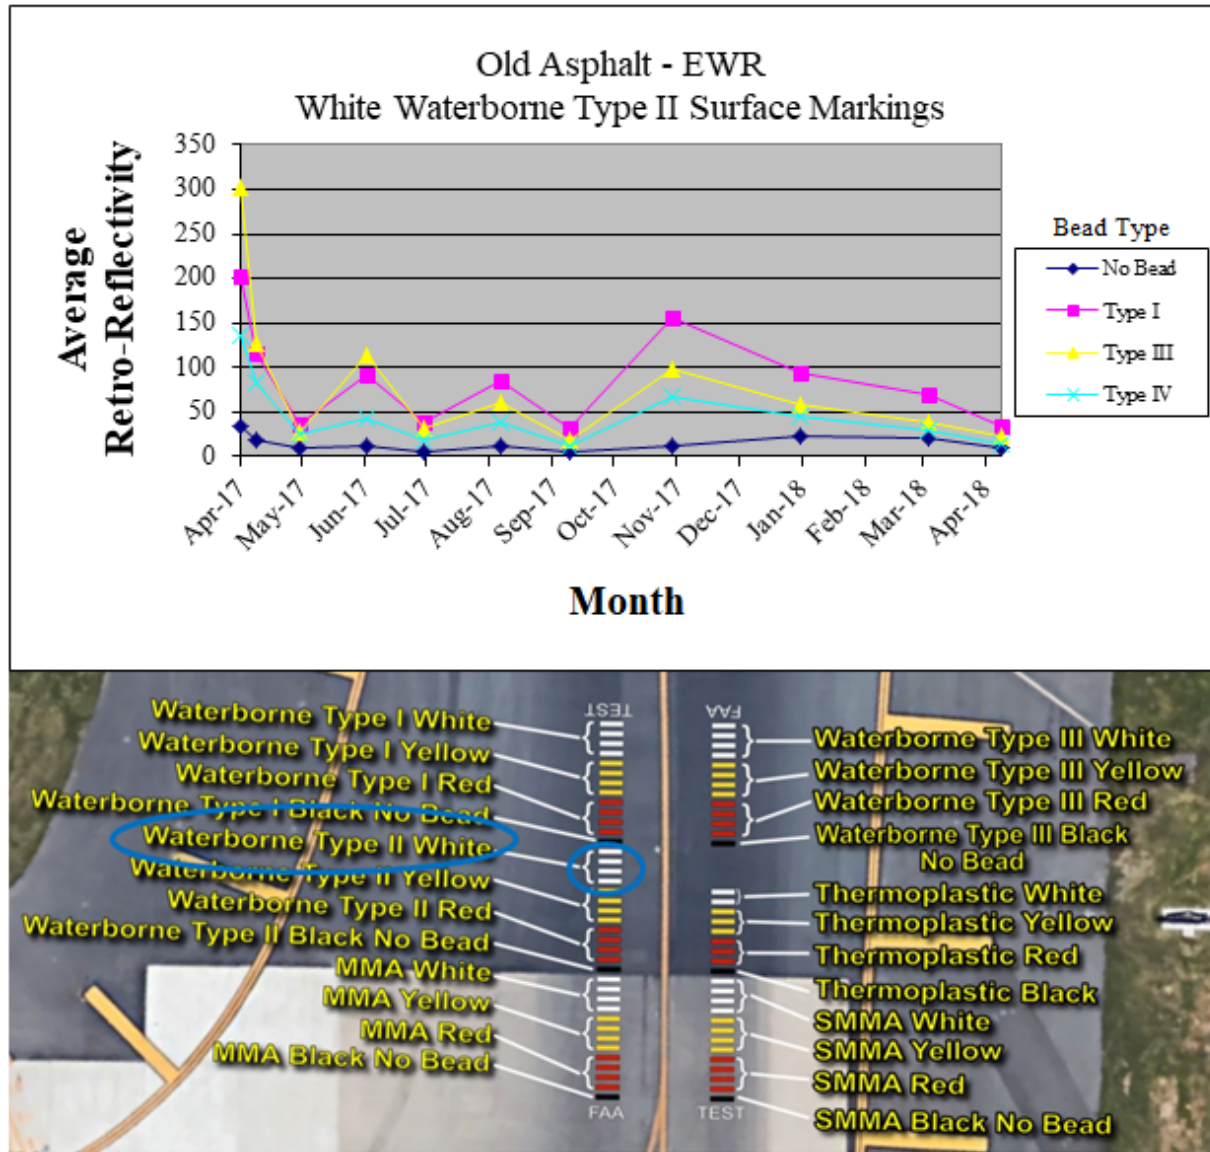 Old Asphalt - EWR
White Waterborne Type II Surface Markings
Average
Retro-Reflectivity
350
300
250
200
150
100
50
0
Apr-17
May-17
Jun-17
Jul-17
Aug-17
Sep-17
Oct-17
Nov-17
Dec-17
Jan-18
Feb-18
Mar-18
Apr-18
Month
Bead Type
No Bead
Type I
Type III
Type IV
TEST
FAA
Waterborne Type I White
Waterborne Type I Yellow
Waterborne Type I Red
Waterborne Type I Black No Bead
Waterborne Type II White
Waterborne Type II Yellow
Waterborne Type II Red
Waterborne Type II Black No Bead
MMA White
MMA Yellow
MMA Red
MMA Black No Bead
Waterborne Type III White
Waterborne Type III Yellow
Waterborne Type III Red
Waterborne Type III Black
No Bead
Thermoplastic White
Thermoplastic Yellow
Thermoplastic Red
Thermoplastic Black
SMMA White
SMMA Yellow
SMMA Red
SMMA Black No Bead
FAA
TEST